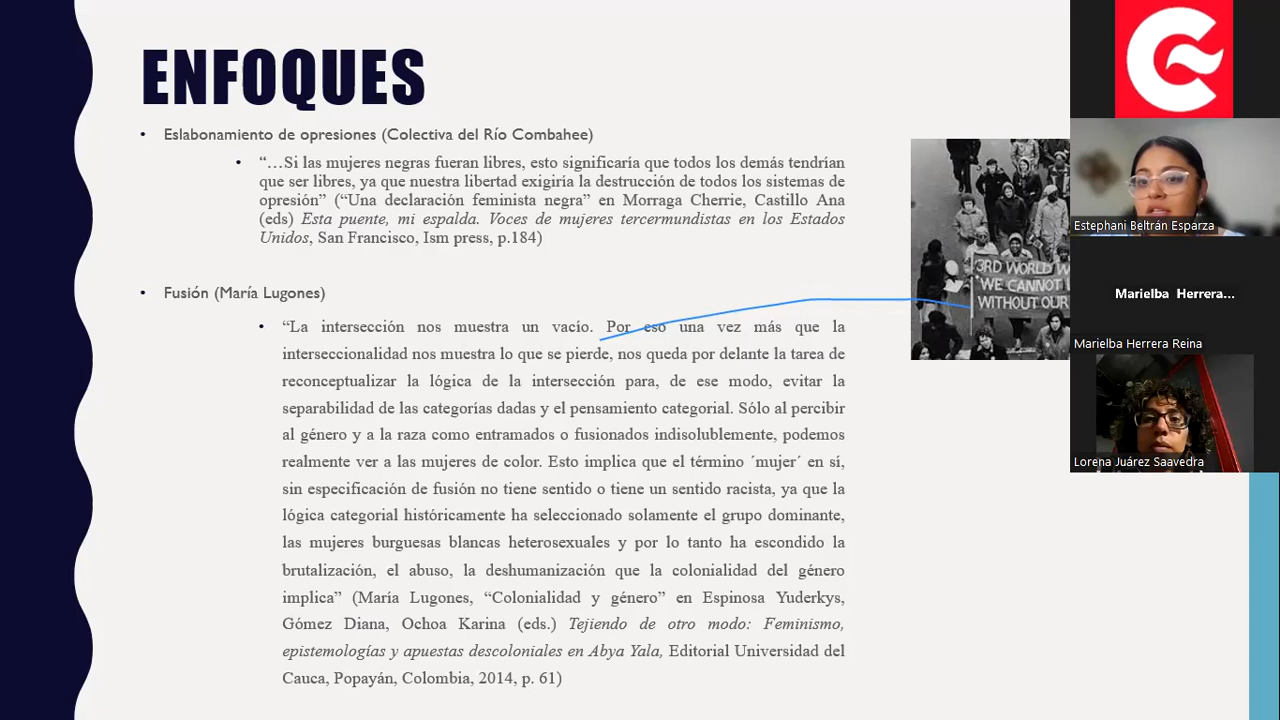 ENFOQUES
• Eslabonamiento de opresiones (Colectiva del Río Combahee)
• “…Si las mujeres negras fueran libres, esto significaría que todos los demás tendrían
que ser libres, ya que nuestra libertad exigiría la destrucción de todos los sistemas de
opresión” (“Una declaración feminista negra” en Morraga Cherrie, Castillo Ana
(eds) Esta puente, mi espalda. Voces de mujeres tercermundistas en los Estados
Unidos, San Francisco, Ism press, p.184)
• Fusión (María Lugones)
• “La intersección nos muestra un vacío. Por eso una vez más que la
interseccionalidad nos muestra lo que se pierde, nos queda por delante la tarea de
reconceptualizar la lógica de la intersección para, de ese modo, evitar la
separabilidad de las categorías dadas y el pensamiento categorial. Sólo al percibir
al género y a la raza como entramados o fusionados indisolublemente, podemos
realmente ver a las mujeres de color. Esto implica que el término ´mujer´ en sí,
sin especificación de fusión no tiene sentido o tiene un sentido racista, ya que la
lógica categorial históricamente ha seleccionado solamente el grupo dominante,
las mujeres burguesas blancas heterosexuales y por lo tanto ha escondido la
brutalización, el abuso, la deshumanización que la colonialidad del género
implica” (María Lugones, “Colonialidad y género” en Espinosa Yuderkys,
Gómez Diana, Ochoa Karina (eds.) Tejiendo de otro modo: Feminismo,
epistemologías y apuestas descoloniales en Abya Yala, Editorial Universidad del
Cauca, Popayán, Colombia, 2014, p. 61)
3RD WORLD W
WE CANNOT
WITHOUT OUR
Estephani Beltrán Esparza
Marielba Herrera...
Marielba Herrera Reina
Lorena Juárez Saavedra